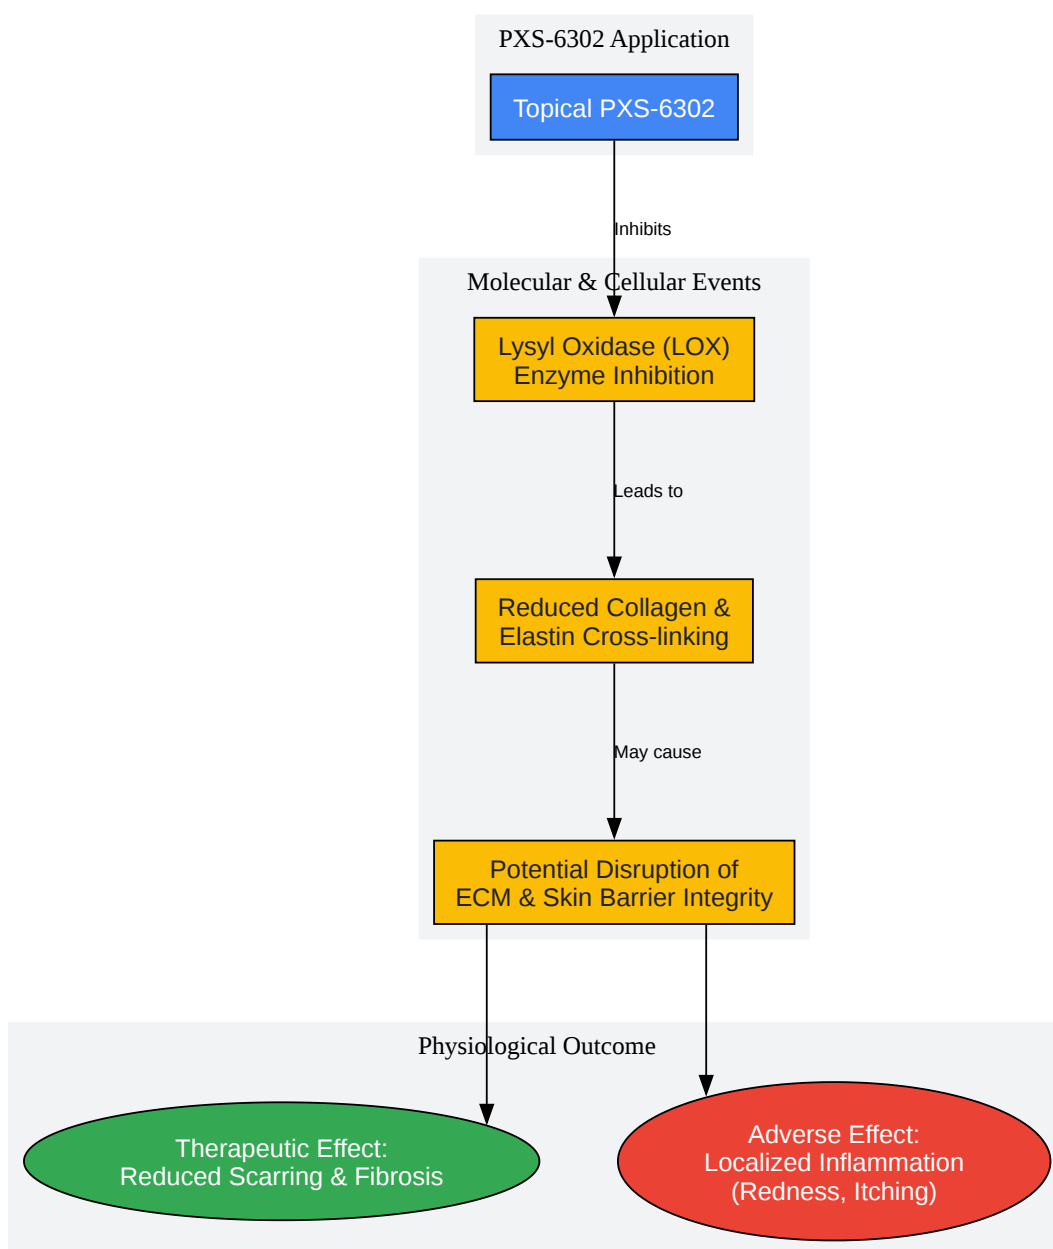 PXS-6302 Application
Topical PXS-6302
Inhibits
Molecular & Cellular Events
Lysyl Oxidase (LOX)
Enzyme Inhibition
Leads to
Reduced Collagen &
Elastin Cross-linking
May cause
Potential Disruption of
ECM & Skin Barrier Integrity
Physiological Outcome
Therapeutic Effect:
Reduced Scarring & Fibrosis
Adverse Effect:
Localized Inflammation
(Redness, Itching)